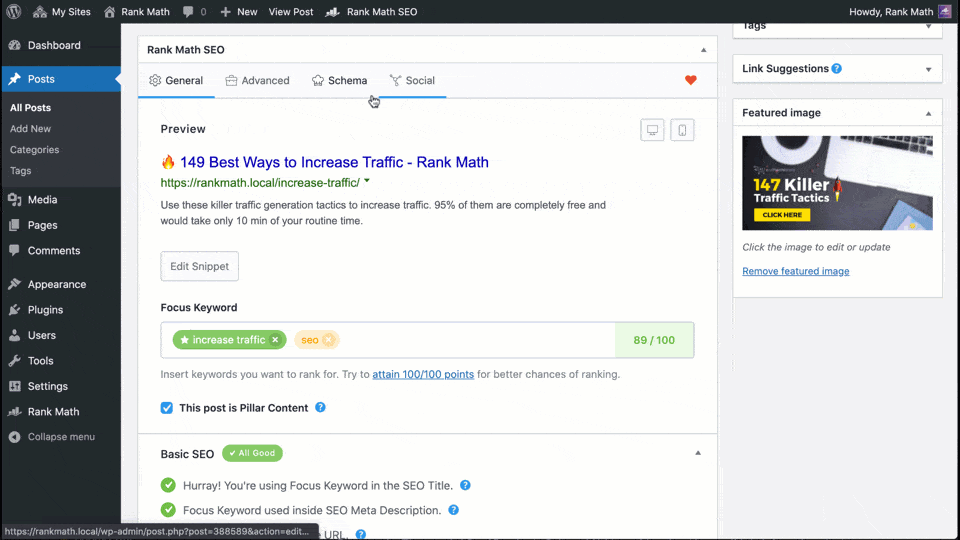 My Sites
Rank Math
0
New
View Post
Rank Math SEO
Howdy, Rank Math
Dashboard
Posts
All Posts
Add New
Categories
Tags
Media
Pages
Comments
Appearance
Plugins
Users
Tools
Settings
Rank Math
Collapse menu
Rank Math SEO
General
Advanced
Schema
Social
Preview
🔥 149 Best Ways to Increase Traffic - Rank Math
https://rankmath.local/increase-traffic/
Use these killer traffic generation tactics to increase traffic. 95% of them are completely free and
would take only 10 min of your routine time.
Edit Snippet
Focus Keyword
increase traffic
seo
89 / 100
Insert keywords you want to rank for. Try to attain 100/100 points for better chances of ranking.
This post is Pillar Content
Basic SEO
All Good
Hurray! You're using Focus Keyword in the SEO Title.
Focus Keyword used inside SEO Meta Description.
URL.
https://rankmath.local/wp-admin/post.php?post=388589&action=edit...
Tags
Link Suggestions
Featured image
147 Killer
Traffic Tactics
CLICK HERE
Click the image to edit or update
Remove featured image